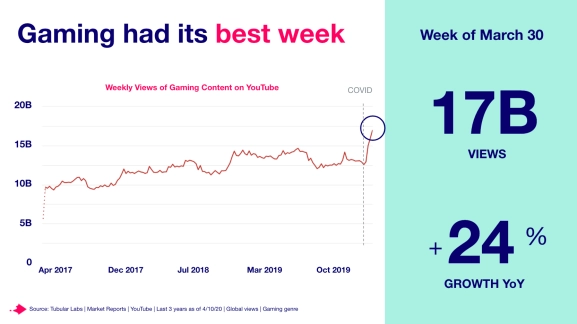 Gaming had its best week
Weekly Views of Gaming Content on YouTube
COVID
20B
15B
10B
5B
0
Apr 2017
Dec 2017
Jul 2018
Mar 2019
Oct 2019
Source: Tubular Labs | Market Reports | YouTube | Last 3 years as of 4/10/20 | Global views | Gaming genre
Week of March 30
17B
VIEWS
+24 %
GROWTH YoY